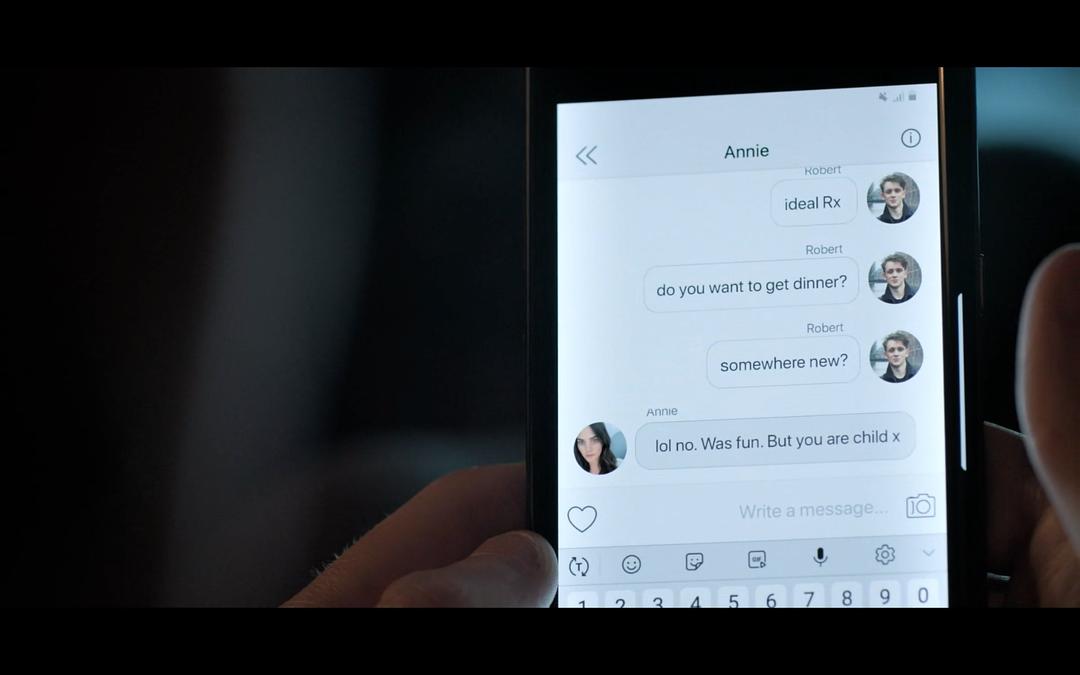 Annie
Robert
ideal Rx
Robert
do you want to get dinner?
Robert
somewhere new?
Annie
lol no. Was fun. But you are child x
Write a message...
GIF
1 2 3 4 5 6 7 8 9 0